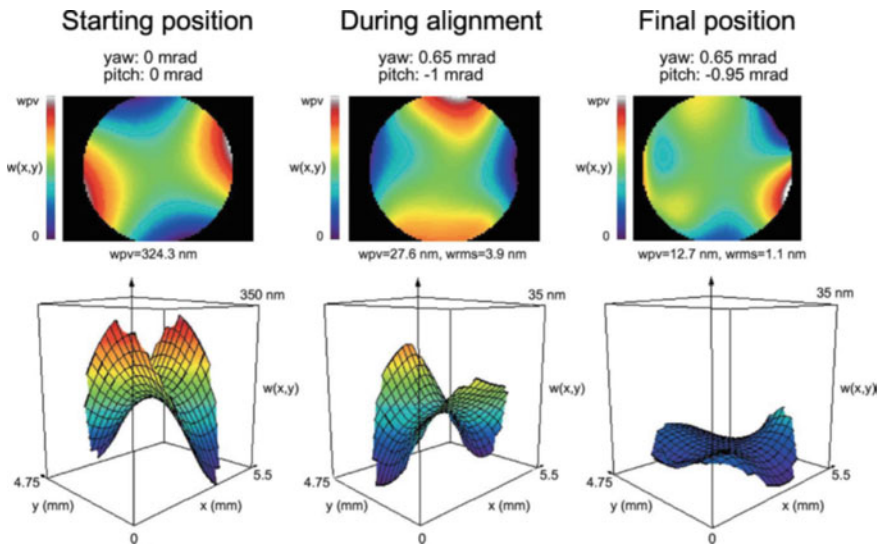 Starting position
yaw: 0 mrad
pitch: 0 mrad
wpv
w(x,y)
0
wpv=324.3 nm
350 nm
w(x,y)
4.75
5.5
y (mm)
x (mm)
0
During alignment
yaw: 0.65 mrad
pitch: -1 mrad
wpv
w(x,y)
0
wpv=27.6 nm, wrms=3.9 nm
35 nm
w(x,y)
4.75
5.5
y (mm)
x (mm)
0
Final position
yaw: 0.65 mrad
pitch: -0.95 mrad
wpv
w(x,y)
0
wpv=12.7 nm, wrms=1.1 nm
35 nm
w(x,y)
4.75
5.5
y (mm)
x (mm)
0